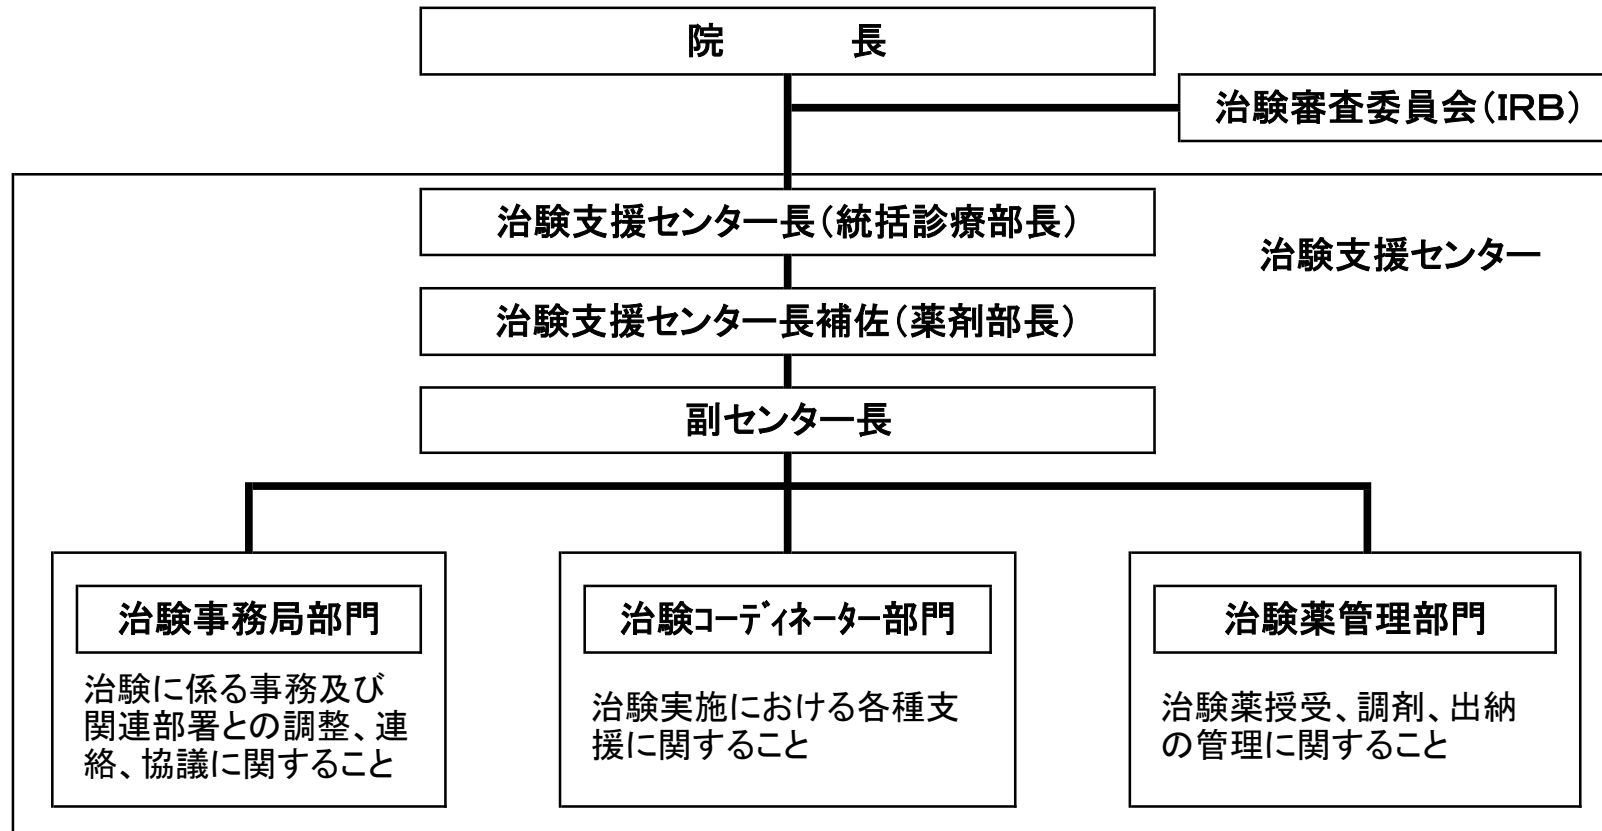 院　　　長
治験審査委員会(IRB)
治験支援センター長(統括診療部長)
治験支援センター
治験支援センター長補佐(薬剤部長)
副センター長
治験事務局部門
治験に係る事務及び
関連部署との調整、連
絡、協議に関すること
治験ｺｰﾃﾞｨﾈｰﾀｰ部門
治験実施における各種支
援に関すること
治験薬管理部門
治験薬授受、調剤、出納
の管理に関すること